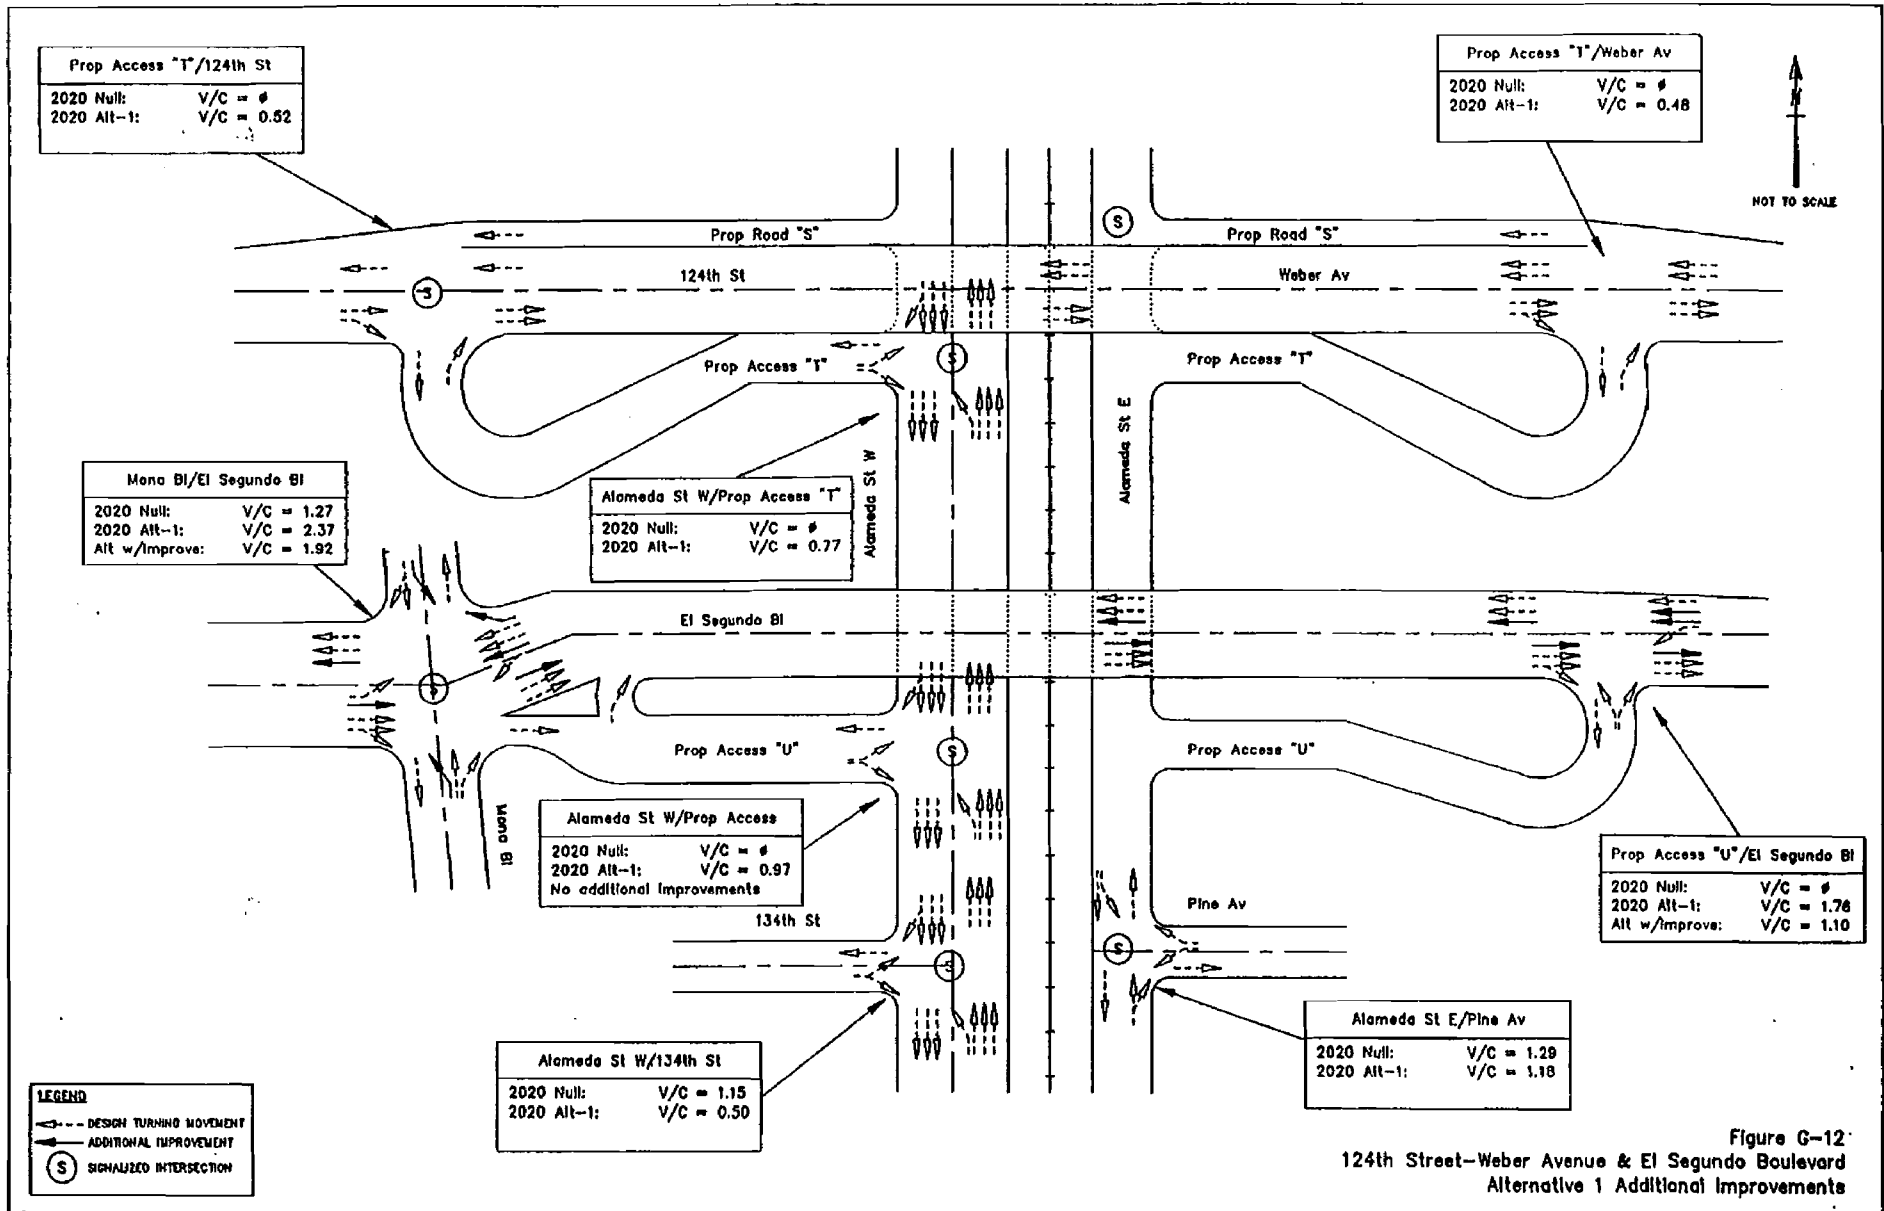 Prop Access "T"/124th St
2020 Null: V/C = ø
2020 Alt-1: V/C = 0.52
Prop Access "T"/Weber Av
2020 Null: V/C = ø
2020 Alt-1: V/C = 0.48
N
NOT TO SCALE
S
Prop Road "S"
Prop Road "S"
124th St
Weber Av
S
Prop Access "T"
S
Prop Access "T"
Alameda St W
Alameda St E
Mona Bl/El Segundo Bl
2020 Null: V/C = 1.27
2020 Alt-1: V/C = 2.37
Alt w/Improve: V/C = 1.92
Alameda St W/Prop Access "T"
2020 Null: V/C = ø
2020 Alt-1: V/C = 0.77
El Segundo Bl
S
Prop Access "U"
S
Prop Access "U"
Mona Bl
Alameda St W/Prop Access
2020 Null: V/C = ø
2020 Alt-1: V/C = 0.97
No additional Improvements
Prop Access "U"/El Segundo Bl
2020 Null: V/C = ø
2020 Alt-1: V/C = 1.76
Alt w/Improve: V/C = 1.10
134th St
Pine Av
S
S
Alameda St W/134th St
2020 Null: V/C = 1.15
2020 Alt-1: V/C = 0.50
Alameda St E/Pine Av
2020 Null: V/C = 1.29
2020 Alt-1: V/C = 1.18
LEGEND
DESIGN TURNING MOVEMENT
ADDITIONAL IMPROVEMENT
S SIGNALIZED INTERSECTION
Figure G-12
124th Street-Weber Avenue & El Segundo Boulevard
Alternative 1 Additional Improvements